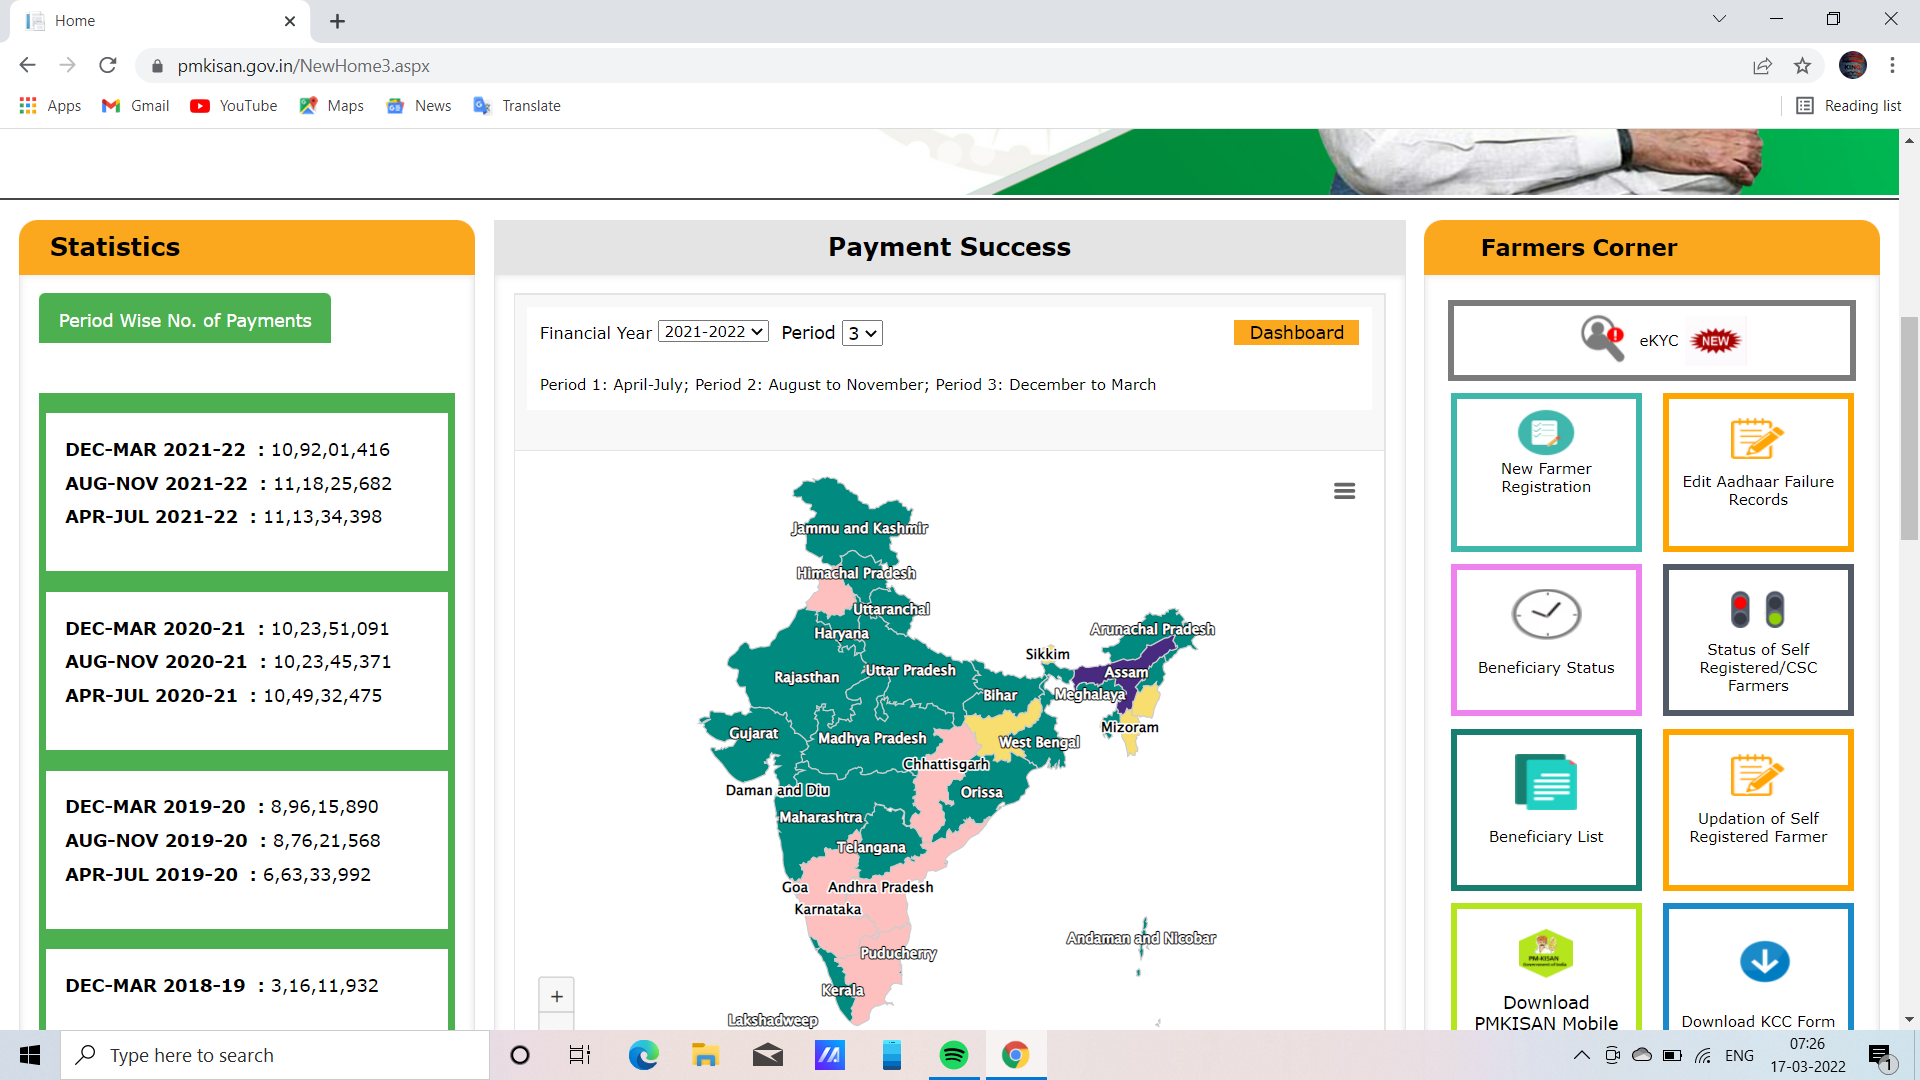 Home
pmkisan.gov.in/NewHome3.aspx
Apps
Gmail
YouTube
Maps
News
Translate
Reading list
Statistics
Period Wise No. of Payments
DEC-MAR 2021-22 : 10,92,01,416
AUG-NOV 2021-22 : 11,18,25,682
APR-JUL 2021-22 : 11,13,34,398
DEC-MAR 2020-21 : 10,23,51,091
AUG-NOV 2020-21 : 10,23,45,371
APR-JUL 2020-21 : 10,49,32,475
DEC-MAR 2019-20 : 8,96,15,890
AUG-NOV 2019-20 : 8,76,21,568
APR-JUL 2019-20 : 6,63,33,992
DEC-MAR 2018-19 : 3,16,11,932
Payment Success
Financial Year 2021-2022 Period 3
Dashboard
Period 1: April-July; Period 2: August to November; Period 3: December to March
Jammu and Kashmir
Himachal Pradesh
Uttaranchal
Haryana
Arunachal Pradesh
Sikkim
Uttar Pradesh
Rajasthan
Assam
Bihar
Meghalaya
Mizoram
Gujarat
Madhya Pradesh
West Bengal
Chhattisgarh
Daman and Diu
Orissa
Maharashtra
Telangana
Goa
Andhra Pradesh
Karnataka
Andaman and Nicobar
Puducherry
Kerala
Lakshadweep
+
Farmers Corner
eKYC
NEW
New Farmer
Registration
Edit Aadhaar Failure
Records
Beneficiary Status
Status of Self
Registered/CSC
Farmers
Beneficiary List
Updation of Self
Registered Farmer
PM-KISAN
Download
PMKISAN Mobile
Download KCC Form
Type here to search
ENG
07:26
17-03-2022
1